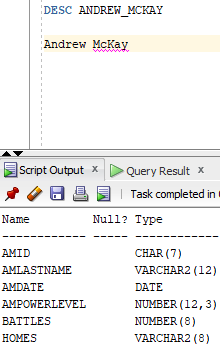 DESC ANDREW_MCKAY
Andrew McKay
Script Output x Query Result x
Task completed in
Name Null? Type
------------ ----- ------------
AMID CHAR(7)
AMLASTNAME VARCHAR2(12)
AMDATE DATE
AMPOWERLEVEL NUMBER(12,3)
BATTLES NUMBER(8)
HOMES VARCHAR2(8)